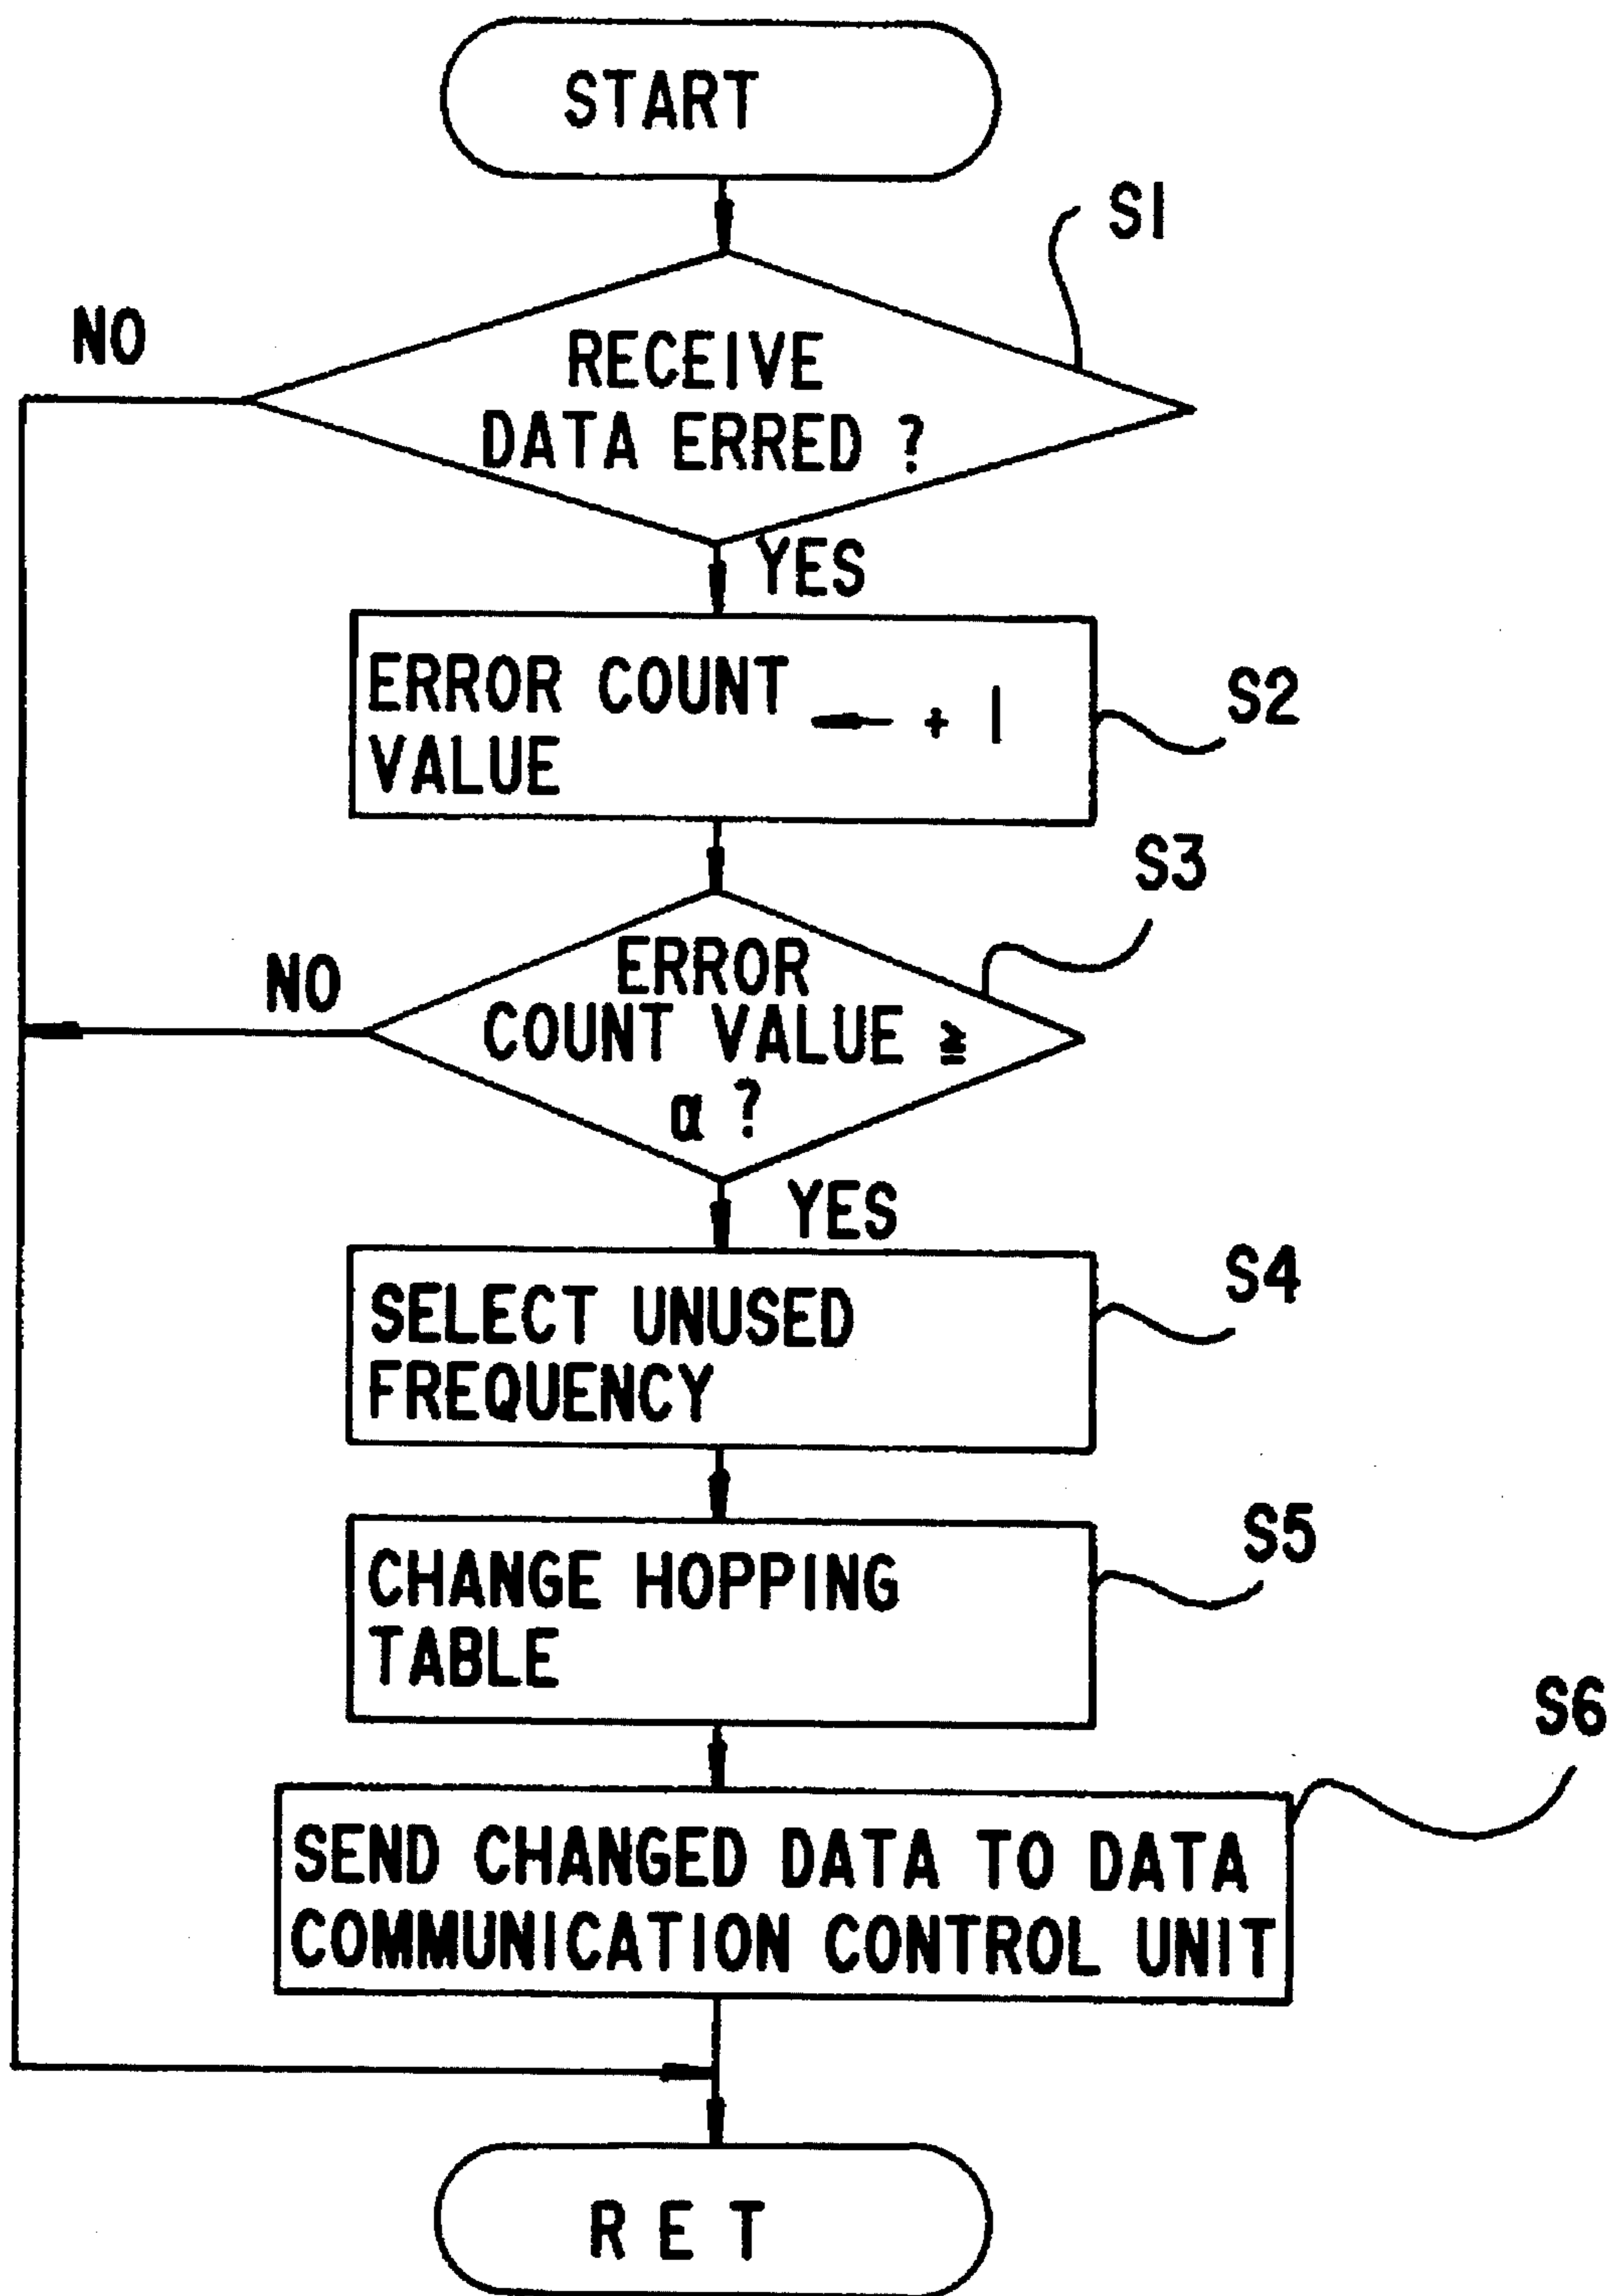 START
S1
NO
RECEIVE
DATA ERRED ?
YES
ERROR COUNT
VALUE
← + 1
S2
S3
NO
ERROR
COUNT VALUE ≧
α ?
YES
SELECT UNUSED
FREQUENCY
S4
CHANGE HOPPING
TABLE
S5
S6
SEND CHANGED DATA TO DATA
COMMUNICATION CONTROL UNIT
RET